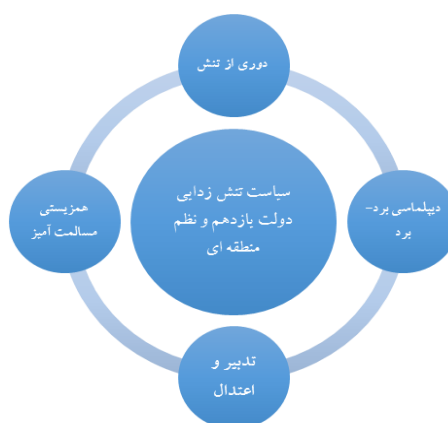 دوری از تنش
سیاست تنش زدایی
دولت یازدهم و نظم
منطقه ای
دیپلماسی برد-
برد
همزیستی
مسالمت آمیز
تدبیر و
اعتدال